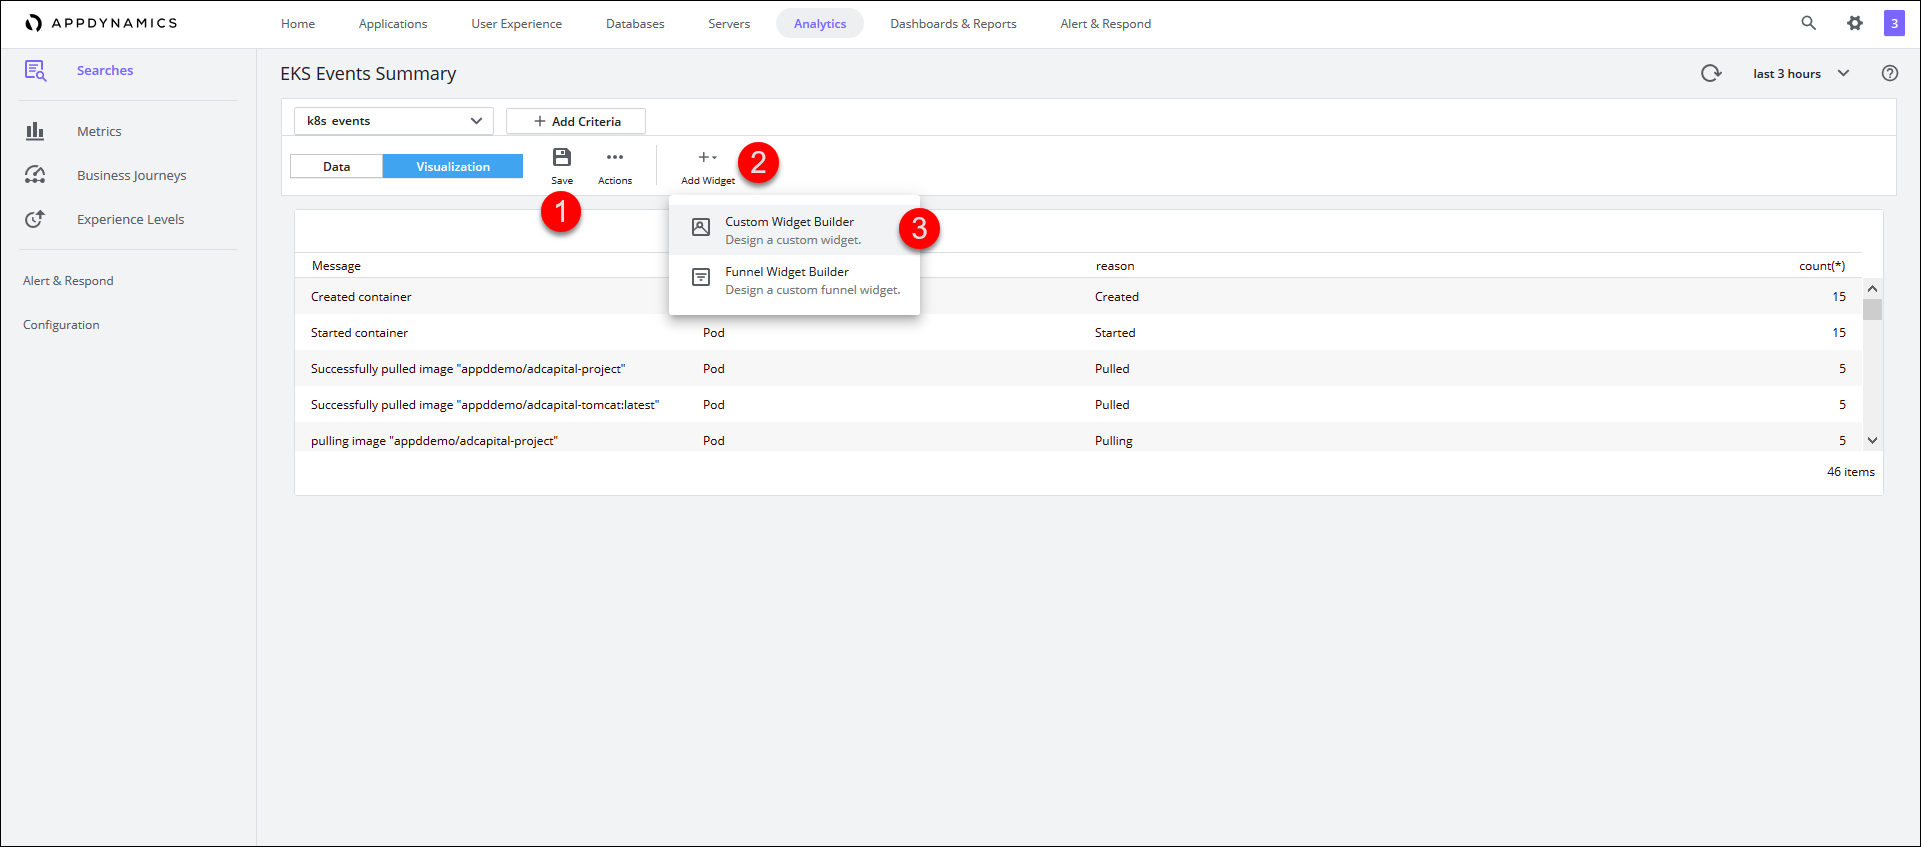 APPDYNAMICS
Home Applications User Experience Databases Servers Analytics Dashboards & Reports Alert & Respond 3
Searches
Metrics
Business Journeys
Experience Levels
Alert & Respond
Configuration
EKS Events Summary
last 3 hours ?
k8s events
+ Add Criteria
Data Visualization
Save
Actions
+ Add Widget
1
2
3
Custom Widget Builder
Design a custom widget.
Funnel Widget Builder
Design a custom funnel widget.
Message reason count(*)
Created container Created 15
Started container Pod Started 15
Successfully pulled image "appddemo/adcapital-project" Pod Pulled 5
Successfully pulled image "appddemo/adcapital-tomcat:latest" Pod Pulled 5
pulling image "appddemo/adcapital-project" Pod Pulling 5
46 items